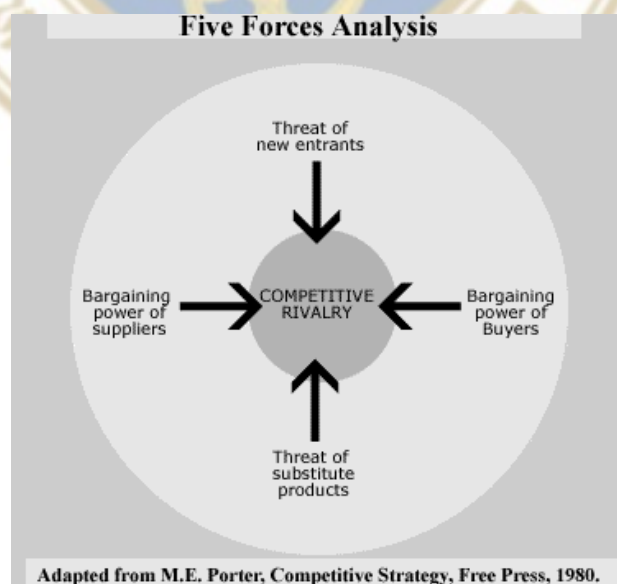 Five Forces Analysis
Threat of
new entrants
Bargaining
power of
suppliers
COMPETITIVE
RIVALRY
Bargaining
power of
Buyers
Threat of
substitute
products
Adapted from M.E. Porter, Competitive Strategy, Free Press, 1980.